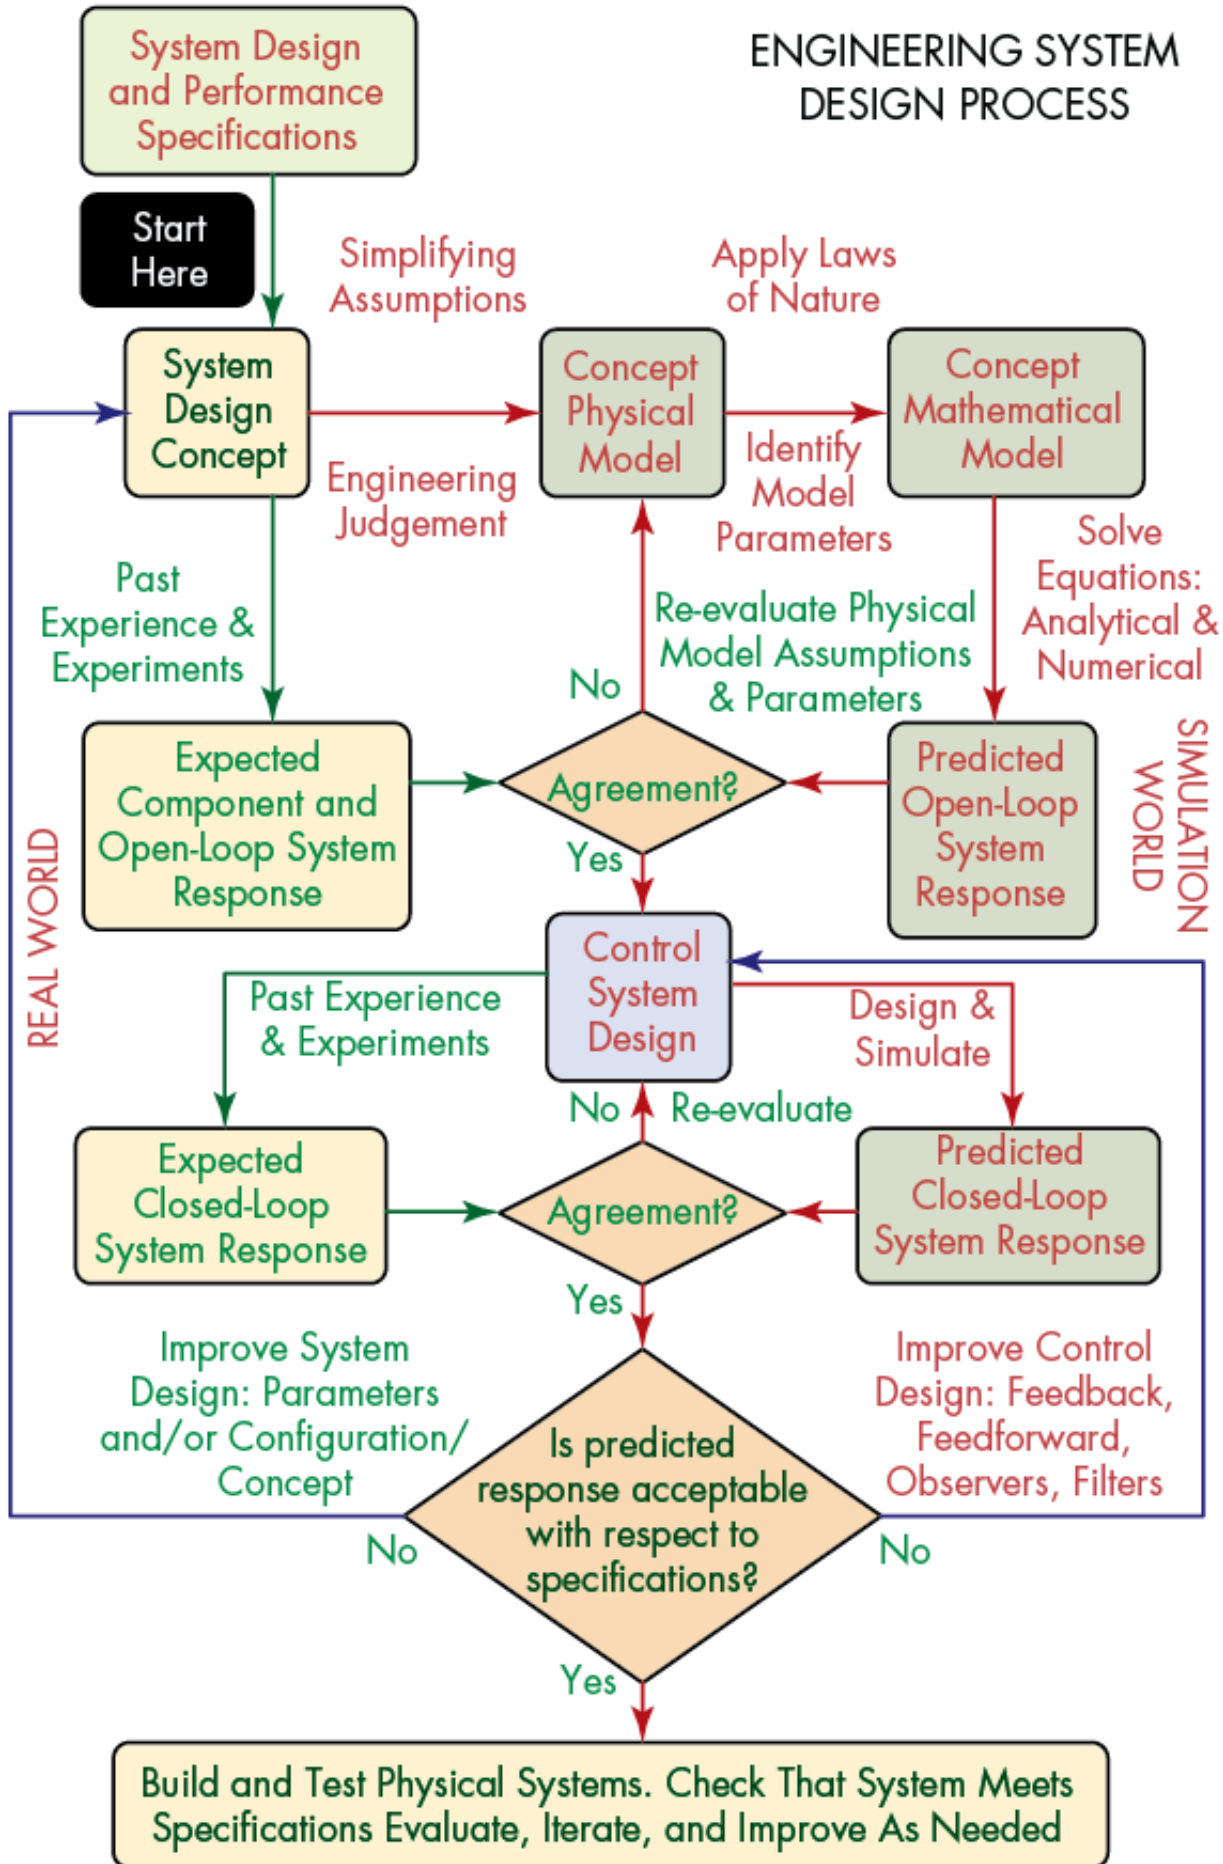 System Design
and Performance
Specifications
ENGINEERING SYSTEM
DESIGN PROCESS
Start
Here
Simplifying
Assumptions
Apply Laws
of Nature
System
Design
Concept
Concept
Physical
Model
Concept
Mathematical
Model
Engineering
Judgement
Identify
Model
Parameters
Solve
Equations:
Analytical &
Numerical
Past
Experience &
Experiments
Re-evaluate Physical
Model Assumptions
& Parameters
No
Expected
Component and
Open-Loop System
Response
Agreement?
Predicted
Open-Loop
System
Response
SIMULATION
WORLD
REAL WORLD
Yes
Control
System
Design
Past Experience
& Experiments
Design &
Simulate
No
Re-evaluate
Expected
Closed-Loop
System Response
Agreement?
Predicted
Closed-Loop
System Response
Yes
Improve System
Design: Parameters
and/or Configuration/
Concept
Improve Control
Design: Feedback,
Feedforward,
Observers, Filters
Is predicted
response acceptable
with respect to
specifications?
No
No
Yes
Build and Test Physical Systems. Check That System Meets
Specifications Evaluate, Iterate, and Improve As Needed